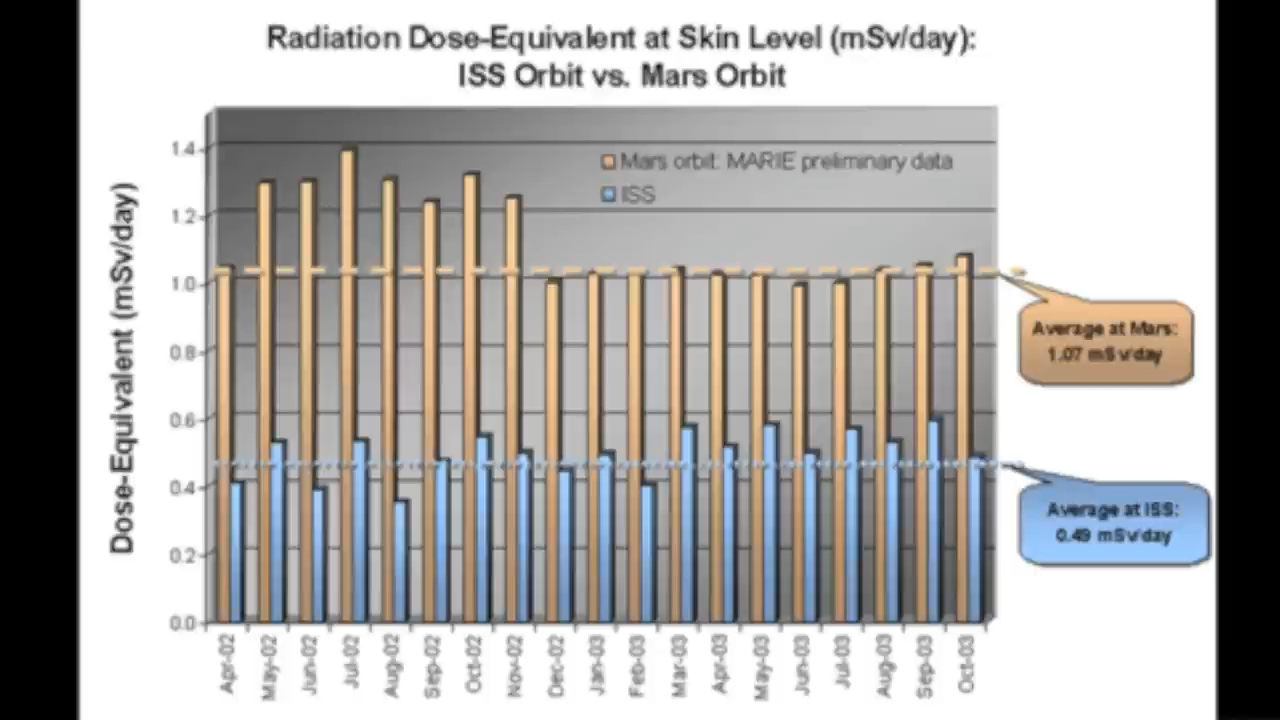 Radiation Dose-Equivalent at Skin Level (mSv/day):
ISS Orbit vs. Mars Orbit
Dose-Equivalent (mSv/day)
1.4
1.2
1.0
0.8
0.6
0.4
0.2
0.0
Mars orbit: MARIE preliminary data
ISS
Average at Mars:
1.07 mSv/day
Average at ISS:
0.49 mSv/day
Apr-02
May-02
Jun-02
Jul-02
Aug-02
Sep-02
Oct-02
Nov-02
Dec-02
Jan-03
Feb-03
Mar-03
Apr-03
May-03
Jun-03
Jul-03
Aug-03
Sep-03
Oct-03